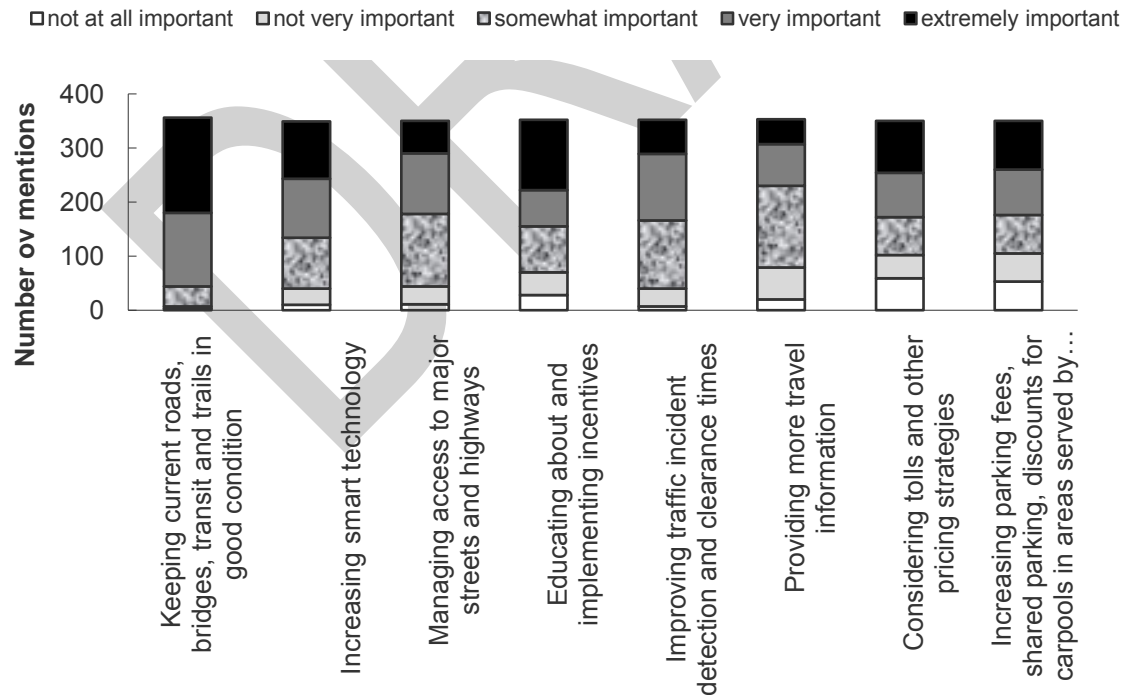 not at all important not very important somewhat important very important extremely important
Number ov mentions
400
300
200
100
0
Keeping current roads,
bridges, transit and trails in
good condition
Increasing smart technology
Managing access to major
streets and highways
Educating about and
implementing incentives
Improving traffic incident
detection and clearance times
Providing more travel
information
Considering tolls and other
pricing strategies
Increasing parking fees,
shared parking, discounts for
carpools in areas served by…